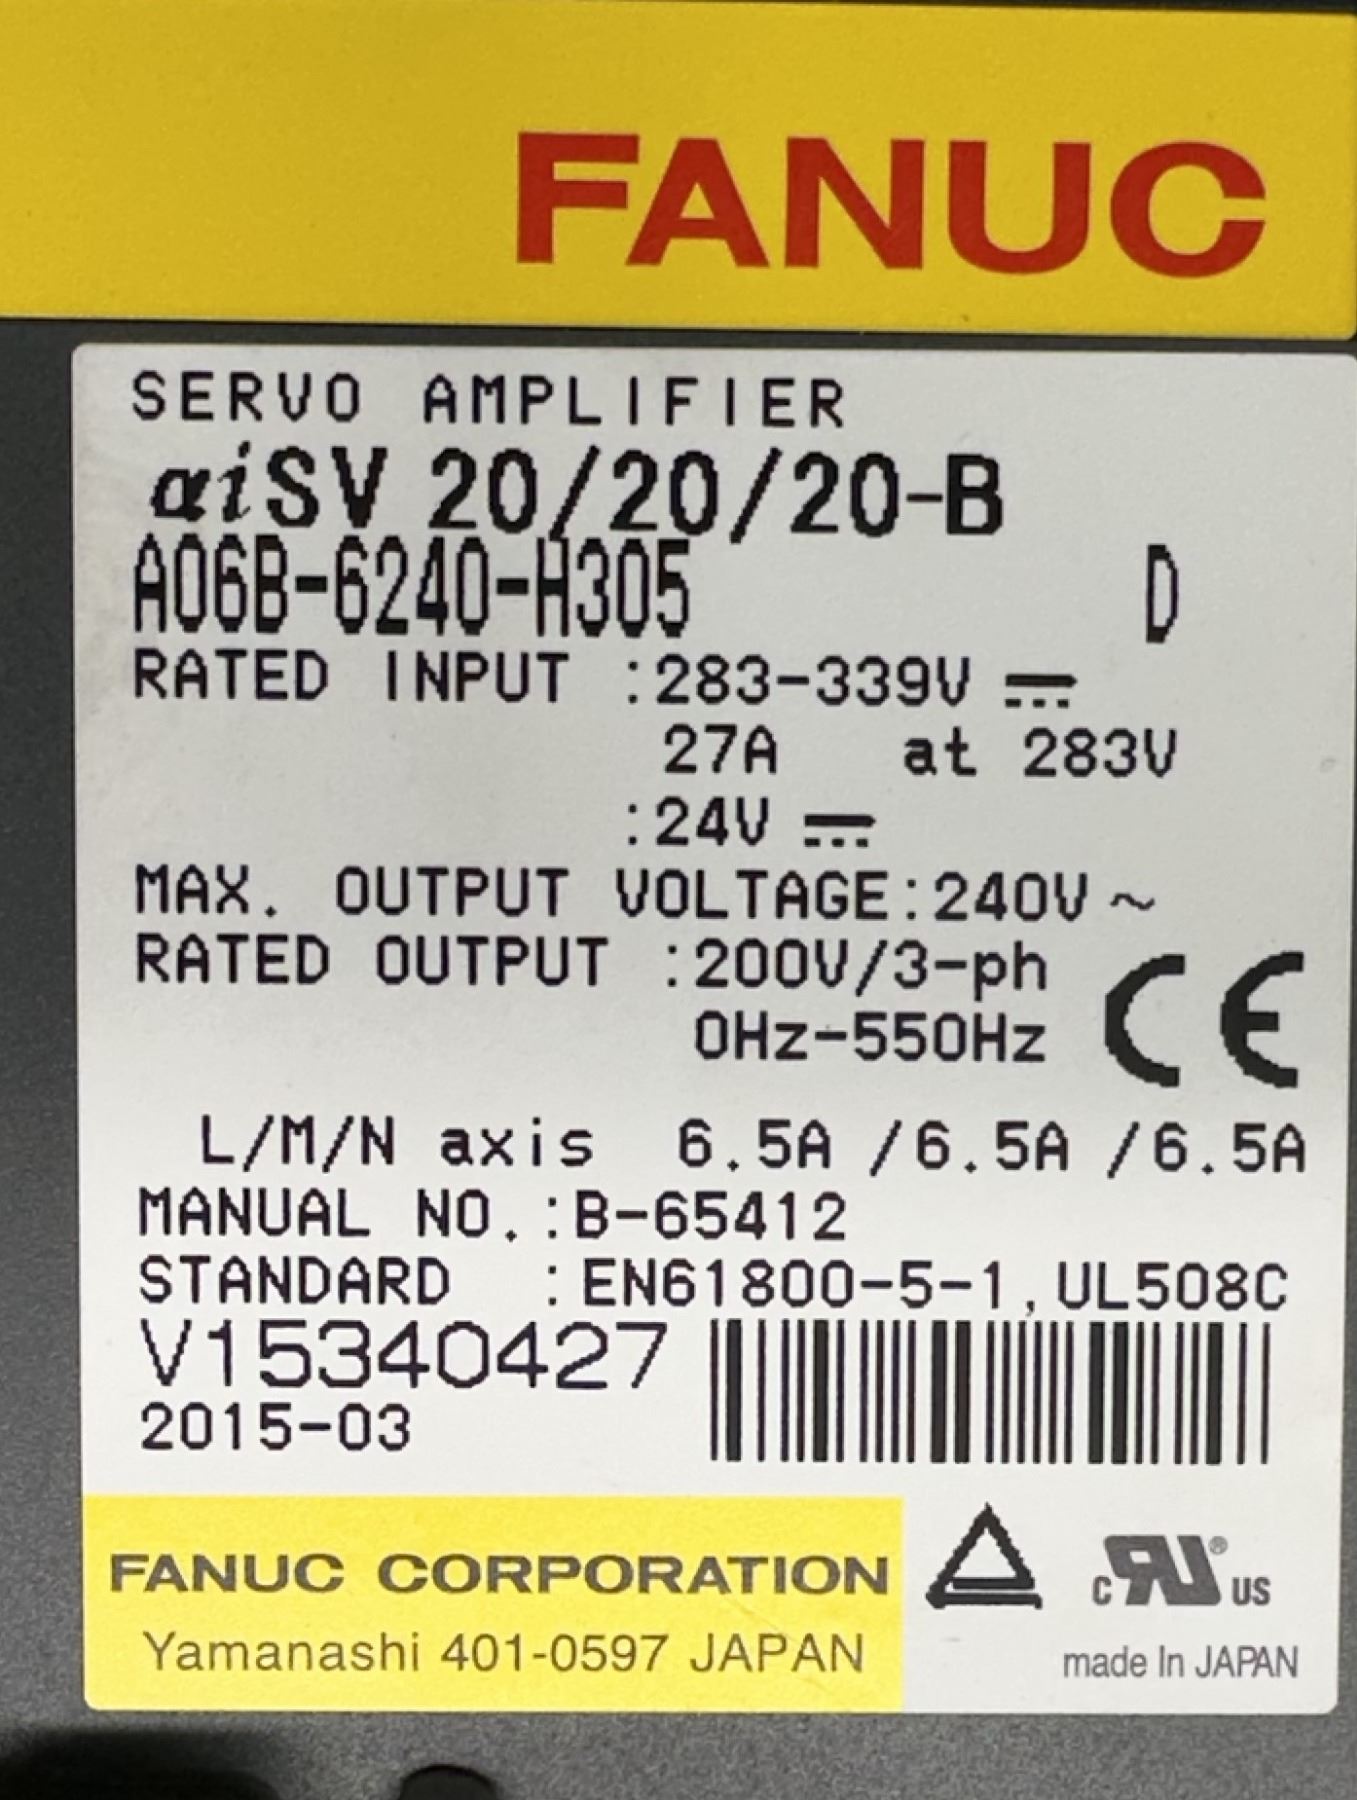 FANUC
SERVO AMPLIFIER
αiSV 20/20/20-B
A06B-6240-H305 D
RATED INPUT :283-339V ⎓
27A at 283V
:24V ⎓
MAX. OUTPUT VOLTAGE:240V~
RATED OUTPUT :200V/3-ph
0Hz-550Hz
CE
L/M/N axis 6.5A /6.5A /6.5A
MANUAL NO.:B-65412
STANDARD :EN61800-5-1,UL508C
V15340427
2015-03
FANUC CORPORATION
Yamanashi 401-0597 JAPAN
c RU® US
made In JAPAN